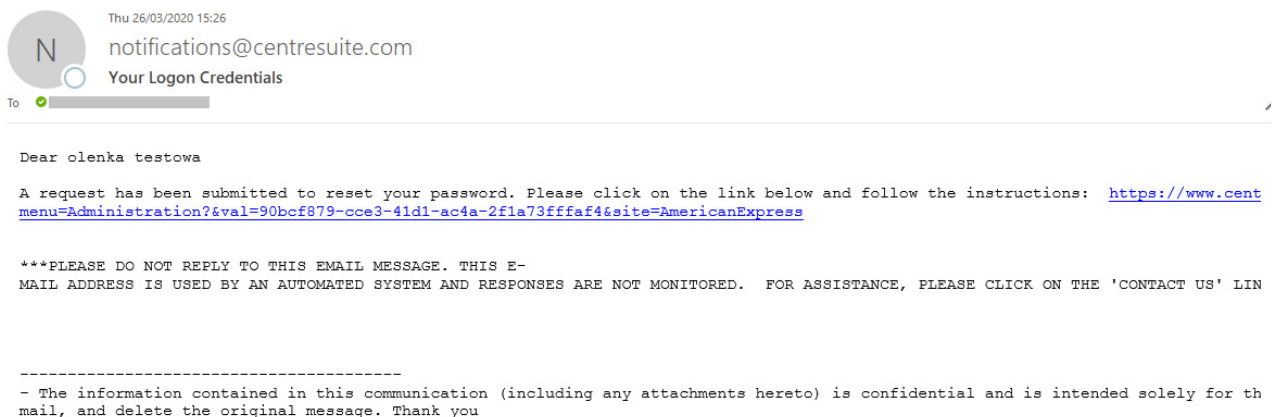 Thu 26/03/2020 15:26
N
notifications@centresuite.com
Your Logon Credentials
To
Dear olenka testowa
A request has been submitted to reset your password. Please click on the link below and follow the instructions:  https://www.cent
menu=Administration?&val=90bcf879-cce3-41d1-ac4a-2f1a73fffaf4&site=AmericanExpress
***PLEASE DO NOT REPLY TO THIS EMAIL MESSAGE. THIS E-
MAIL ADDRESS IS USED BY AN AUTOMATED SYSTEM AND RESPONSES ARE NOT MONITORED.  FOR ASSISTANCE, PLEASE CLICK ON THE 'CONTACT US' LIN
----------------------------------------
- The information contained in this communication (including any attachments hereto) is confidential and is intended solely for th
mail, and delete the original message. Thank you